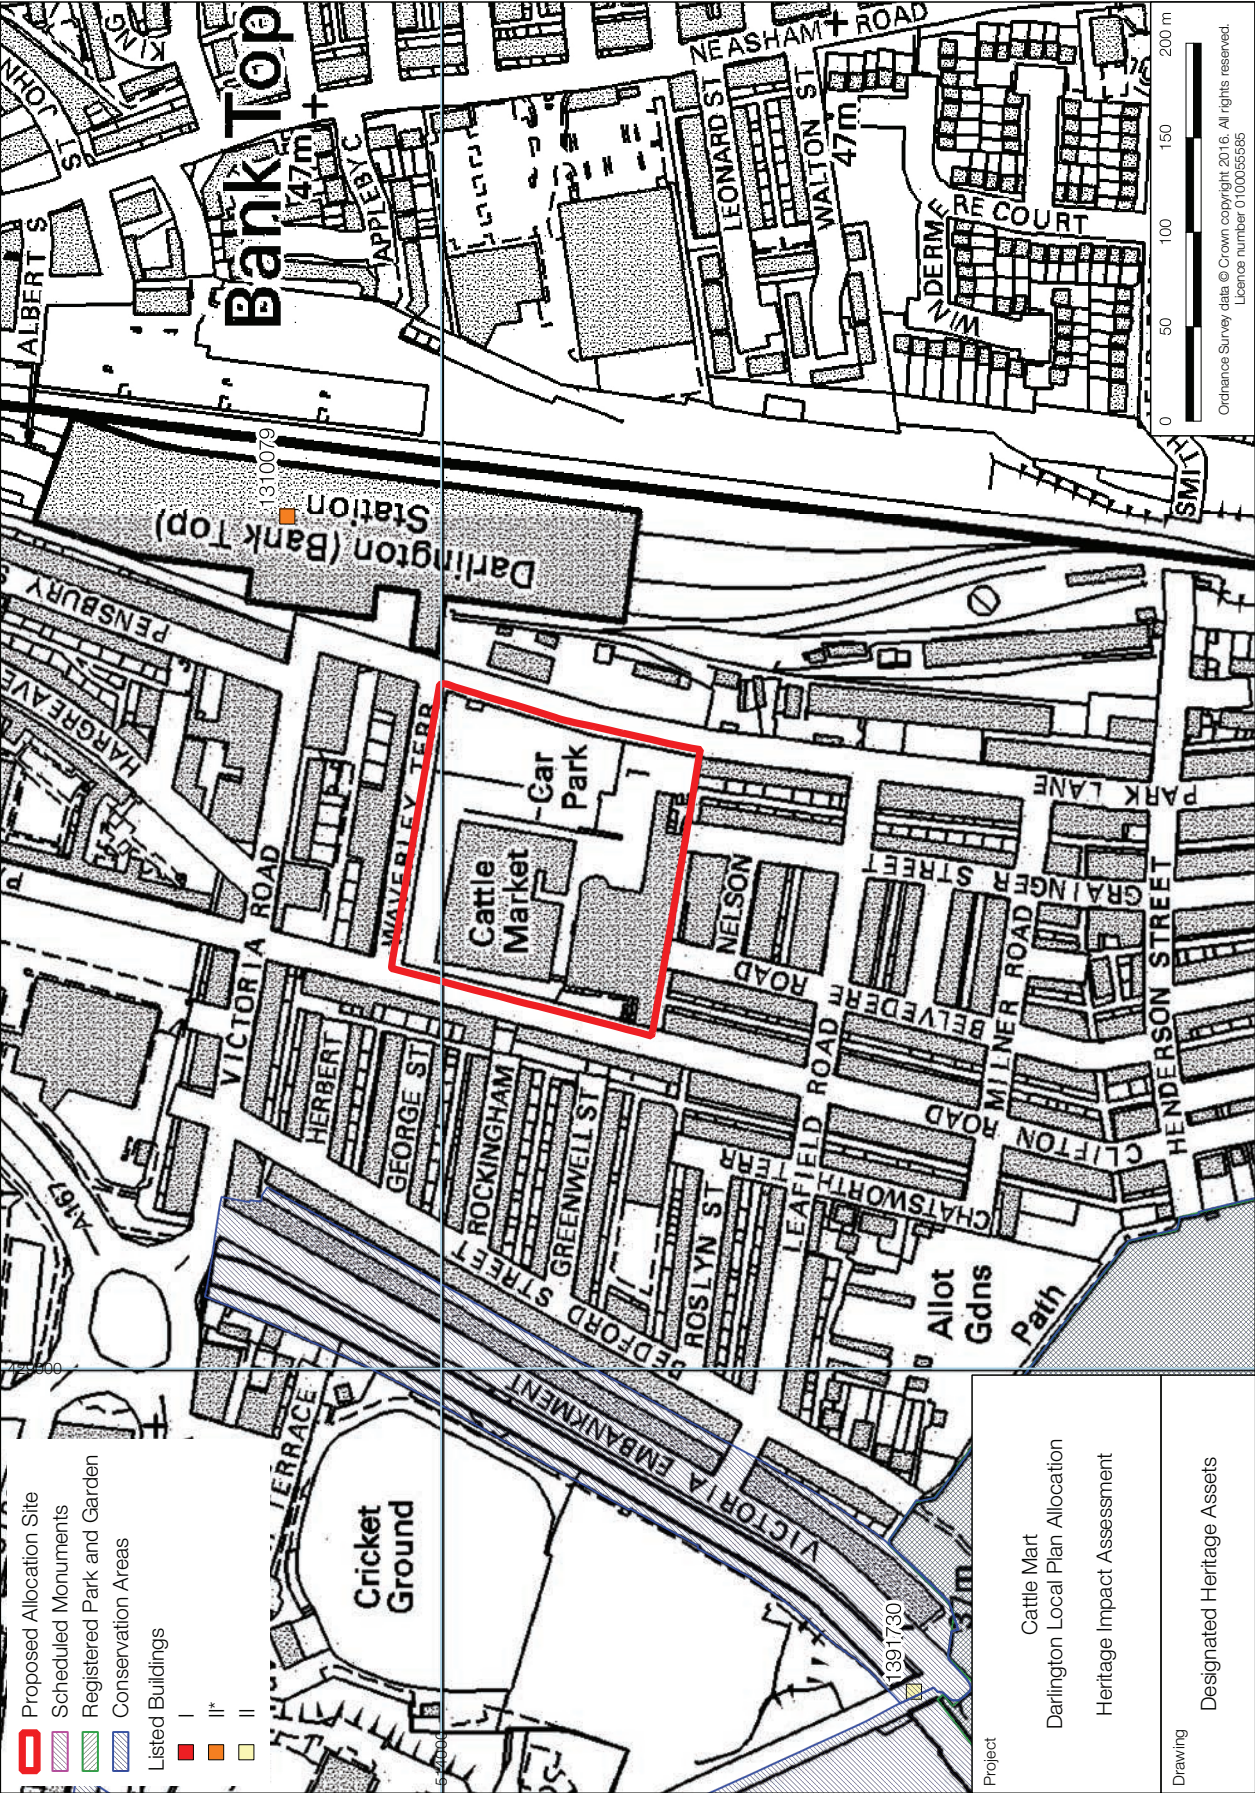 Proposed Allocation Site
Scheduled Monuments
Registered Park and Garden
Conservation Areas
Listed Buildings
I
II*
II
A167
JOHN
ST
KING
ALBERT S
Bank Top
47m
APPLEBY C
NEASHAM
ROAD
LEONARD ST
WALTON ST
47m
WINDERME
RE COURT
1310079
Darlington (Bank Top)
Station
PENSBURY S
HARGREAVE
VICTORIA ROAD
WAVERLEY TERR
Car
Park
Cattle
Market
HERBERT
GEORGE ST
ROCKINGHAM
GREENWELL ST
BEDFORD STREET
ROSLYN ST
NELSON
ROAD
BELVEDERE
GRAINGER STREET
PARK LANE
LEAFIELD ROAD
CHATSWORTH TERR
MILNER ROAD
CLIFTON ROAD
HENDERSON STREET
SMITH
TERRACE
Cricket
Ground
VICTORIA EMBANKMENT
Allot
Gdns
Path
37m
1391730
514000
Project
Cattle Mart
Darlington Local Plan Allocation
Heritage Impact Assessment
Drawing
Designated Heritage Assets
0 50 100 150 200 m
Ordnance Survey data © Crown copyright 2016. All rights reserved.
Licence number 0100055585